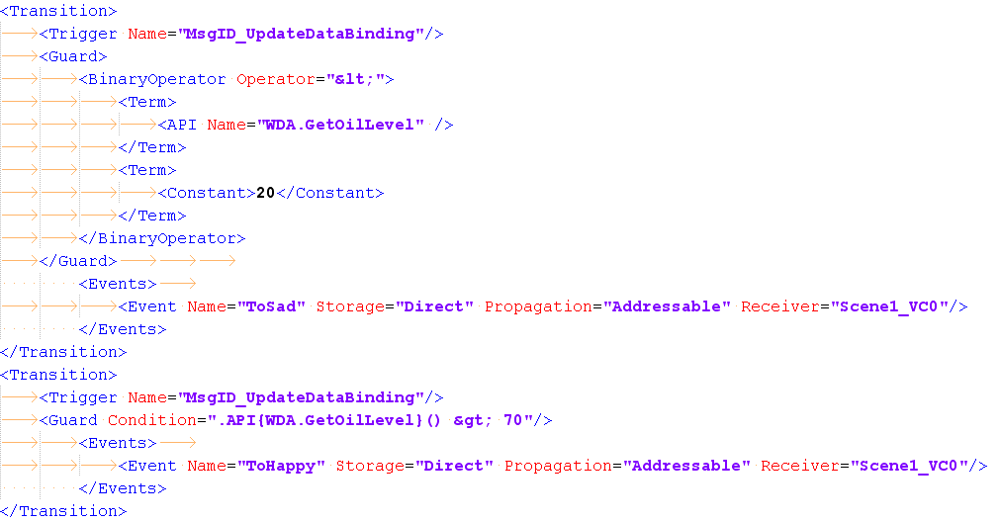 <Transition>
<Trigger Name="MsgID_UpdateDataBinding"/>
<Guard>
<BinaryOperator Operator="&lt;">
<Term>
<API Name="WDA.GetOilLevel" />
</Term>
<Term>
<Constant>20</Constant>
</Term>
</BinaryOperator>
</Guard>
<Events>
<Event Name="ToSad" Storage="Direct" Propagation="Addressable" Receiver="Scene1_VC0"/>
</Events>
</Transition>
<Transition>
<Trigger Name="MsgID_UpdateDataBinding"/>
<Guard Condition=".API{WDA.GetOilLevel}() &gt; 70"/>
<Events>
<Event Name="ToHappy" Storage="Direct" Propagation="Addressable" Receiver="Scene1_VC0"/>
</Events>
</Transition>